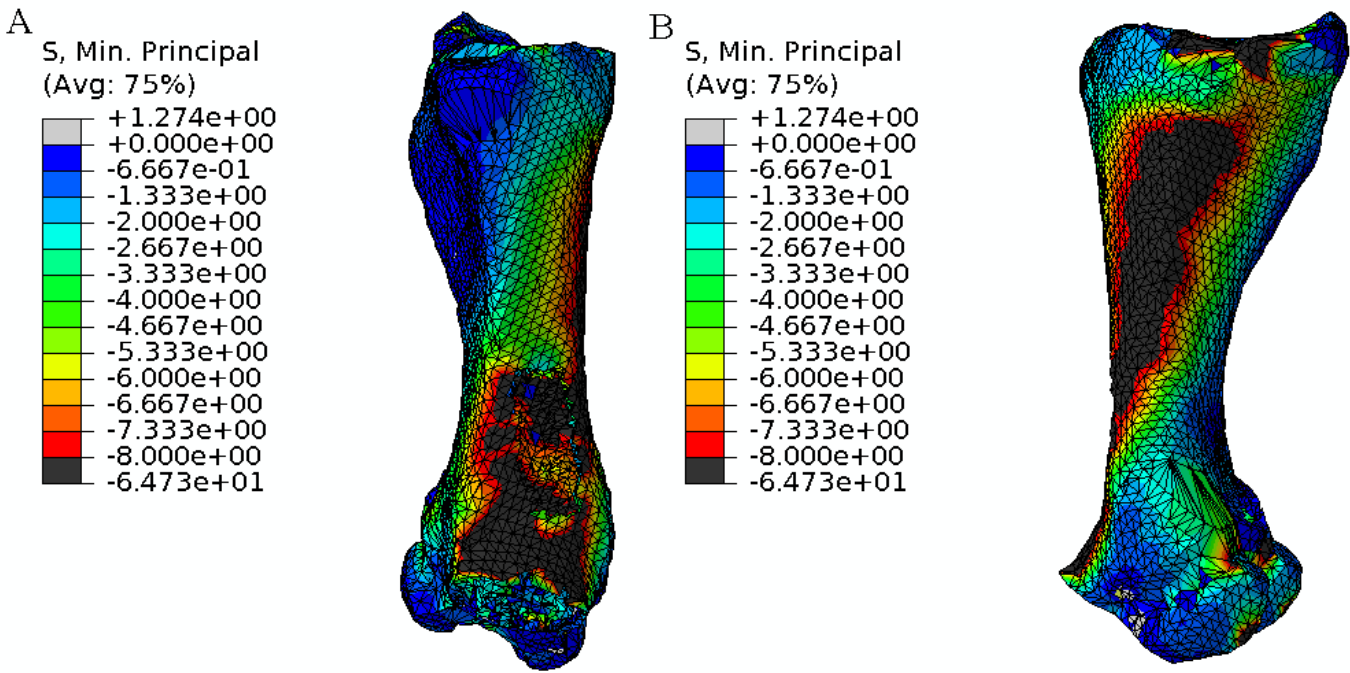 A
S, Min. Principal
(Avg: 75%)
+1.274e+00
+0.000e+00
-6.667e-01
-1.333e+00
-2.000e+00
-2.667e+00
-3.333e+00
-4.000e+00
-4.667e+00
-5.333e+00
-6.000e+00
-6.667e+00
-7.333e+00
-8.000e+00
-6.473e+01
B
S, Min. Principal
(Avg: 75%)
+1.274e+00
+0.000e+00
-6.667e-01
-1.333e+00
-2.000e+00
-2.667e+00
-3.333e+00
-4.000e+00
-4.667e+00
-5.333e+00
-6.000e+00
-6.667e+00
-7.333e+00
-8.000e+00
-6.473e+01